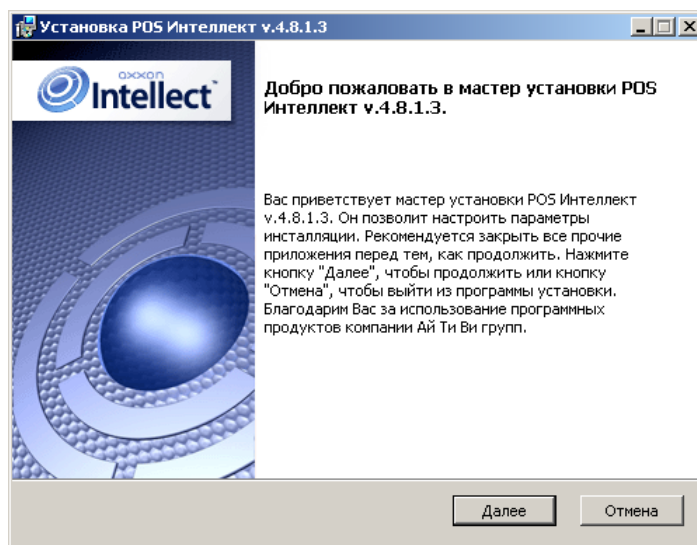 Установка POS Интеллект v.4.8.1.3
axxon
Intellect
Добро пожаловать в мастер установки POS
Интеллект v.4.8.1.3.
Вас приветствует мастер установки POS Интеллект
v.4.8.1.3. Он позволит настроить параметры
инсталляции. Рекомендуется закрыть все прочие
приложения перед тем, как продолжить. Нажмите
кнопку "Далее", чтобы продолжить или кнопку
"Отмена", чтобы выйти из программы установки.
Благодарим Вас за использование программных
продуктов компании Ай Ти Ви групп.
Далее
Отмена